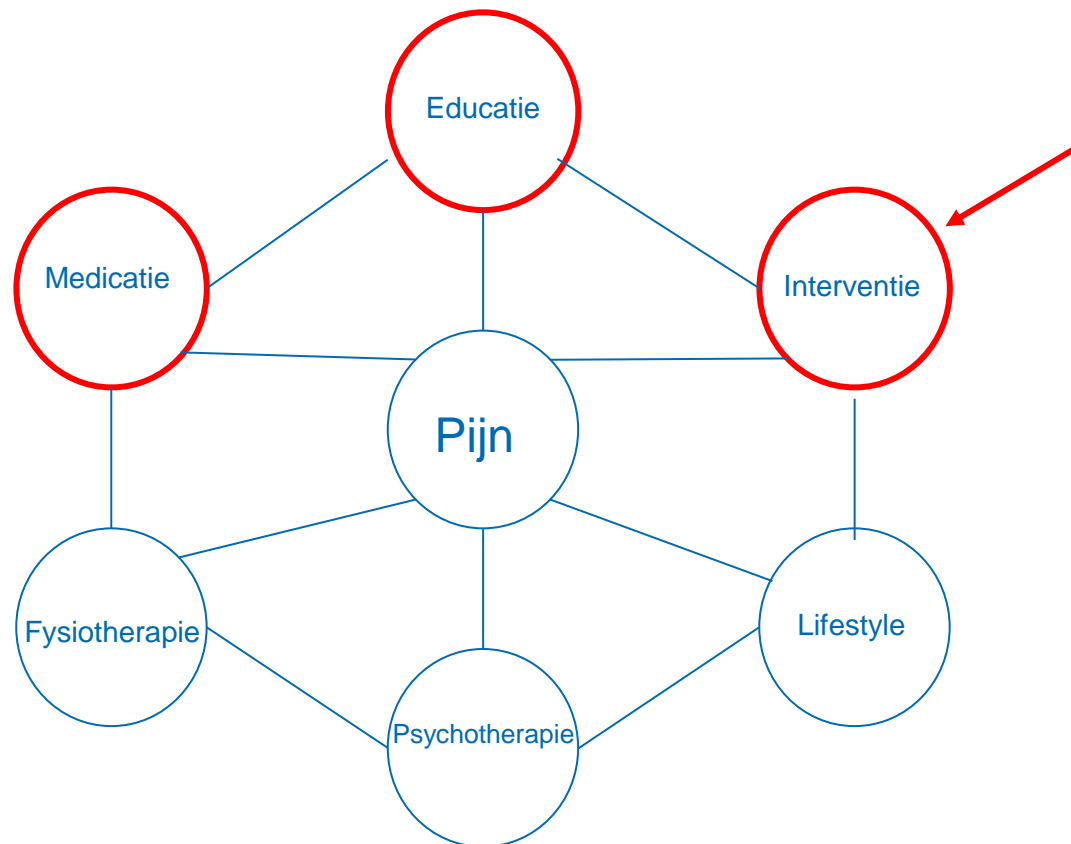 Educatie
Medicatie
Interventie
Pijn
Fysiotherapie
Lifestyle
Psychotherapie